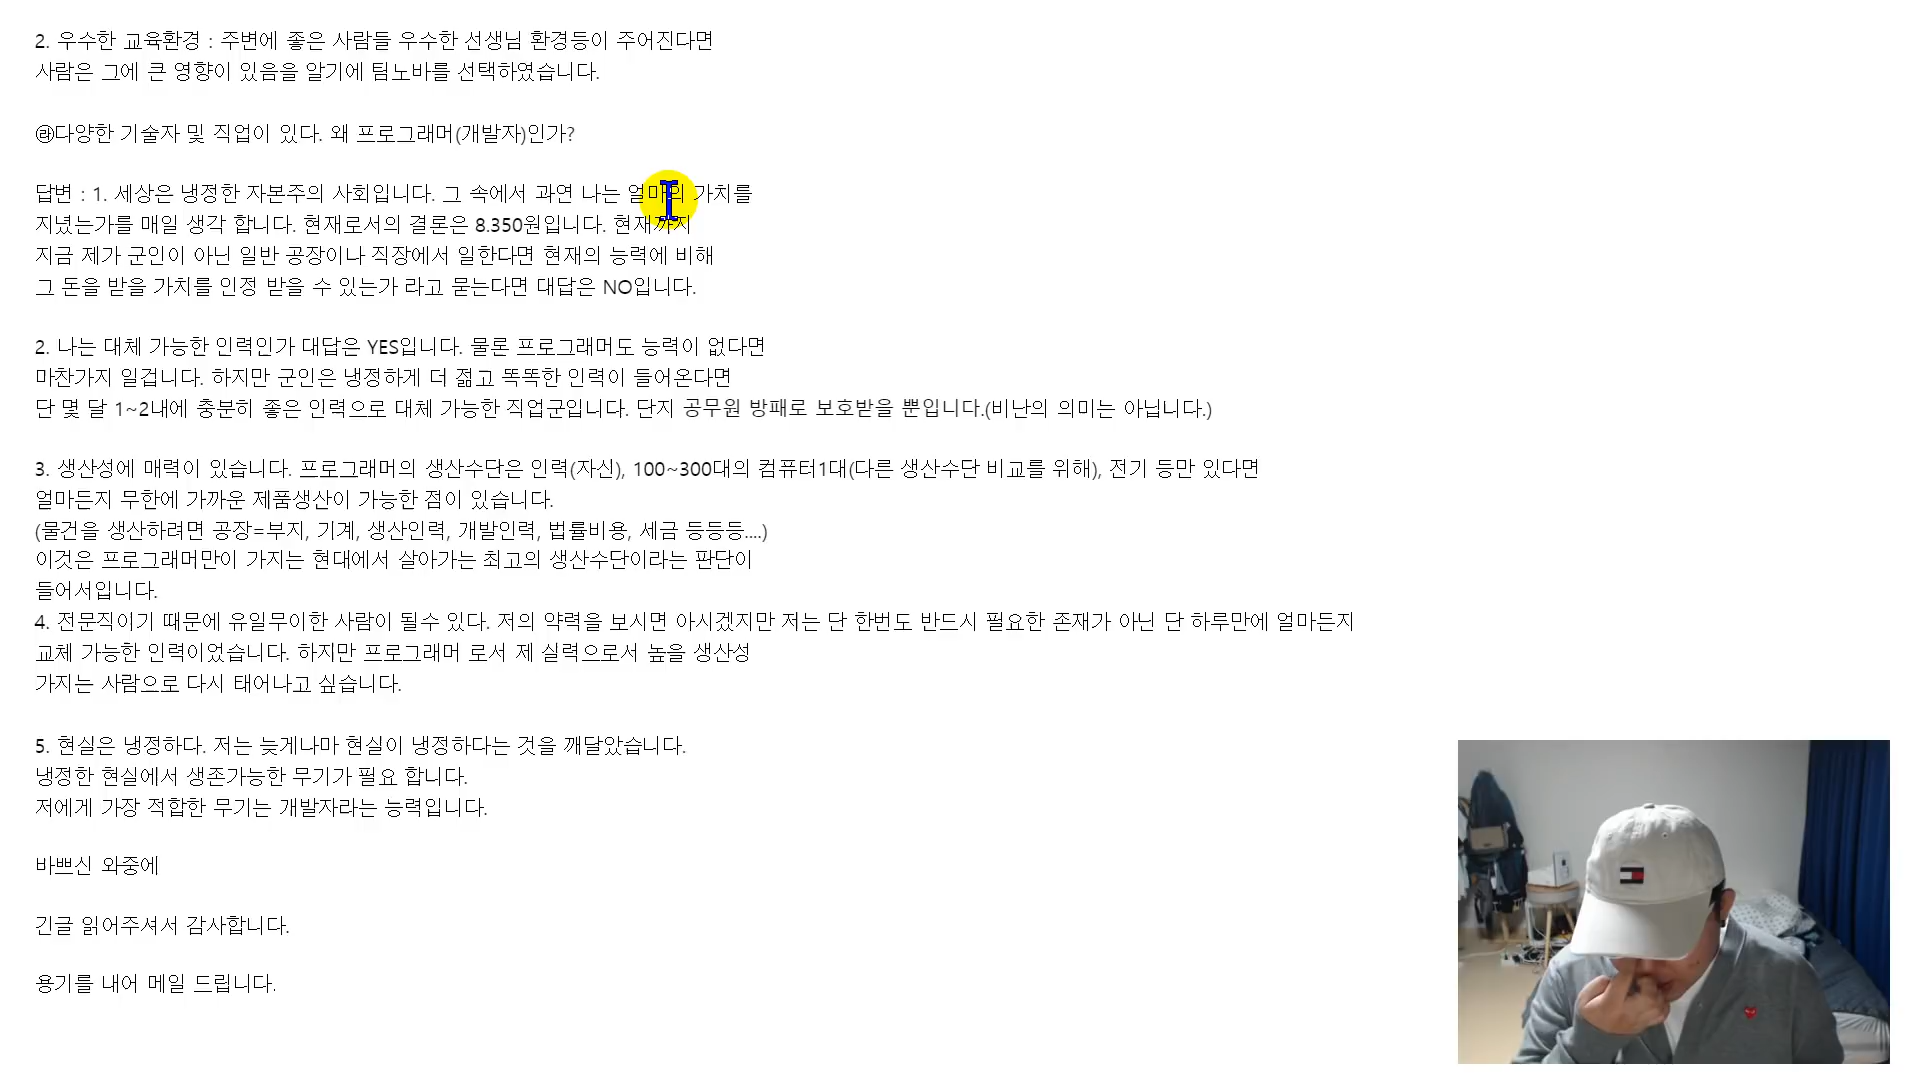 2. 우수한 교육환경 : 주변에 좋은 사람들 우수한 선생님 환경등이 주어진다면
사람은 그에 큰 영향이 있음을 알기에 팀노바를 선택하였습니다.
㉣다양한 기술자 및 직업이 있다. 왜 프로그래머(개발자)인가?
답변 : 1. 세상은 냉정한 자본주의 사회입니다. 그 속에서 과연 나는 얼마의 가치를
지녔는가를 매일 생각 합니다. 현재로서의 결론은 8.350원입니다. 현재까지
지금 제가 군인이 아닌 일반 공장이나 직장에서 일한다면 현재의 능력에 비해
그 돈을 받을 가치를 인정 받을 수 있는가 라고 묻는다면 대답은 NO입니다.
2. 나는 대체 가능한 인력인가 대답은 YES입니다. 물론 프로그래머도 능력이 없다면
마찬가지 일겁니다. 하지만 군인은 냉정하게 더 젊고 똑똑한 인력이 들어온다면
단 몇 달 1~2내에 충분히 좋은 인력으로 대체 가능한 직업군입니다. 단지 공무원 방패로 보호받을 뿐입니다.(비난의 의미는 아닙니다.)
3. 생산성에 매력이 있습니다. 프로그래머의 생산수단은 인력(자신), 100~300대의 컴퓨터1대(다른 생산수단 비교를 위해), 전기 등만 있다면
얼마든지 무한에 가까운 제품생산이 가능한 점이 있습니다.
(물건을 생산하려면 공장=부지, 기계, 생산인력, 개발인력, 법률비용, 세금 등등등....)
이것은 프로그래머만이 가지는 현대에서 살아가는 최고의 생산수단이라는 판단이
들어서입니다.
4. 전문직이기 때문에 유일무이한 사람이 될수 있다. 저의 약력을 보시면 아시겠지만 저는 단 한번도 반드시 필요한 존재가 아닌 단 하루만에 얼마든지
교체 가능한 인력이었습니다. 하지만 프로그래머 로서 제 실력으로서 높을 생산성
가지는 사람으로 다시 태어나고 싶습니다.
5. 현실은 냉정하다. 저는 늦게나마 현실이 냉정하다는 것을 깨달았습니다.
냉정한 현실에서 생존가능한 무기가 필요 합니다.
저에게 가장 적합한 무기는 개발자라는 능력입니다.
바쁘신 와중에
긴글 읽어주셔서 감사합니다.
용기를 내어 메일 드립니다.